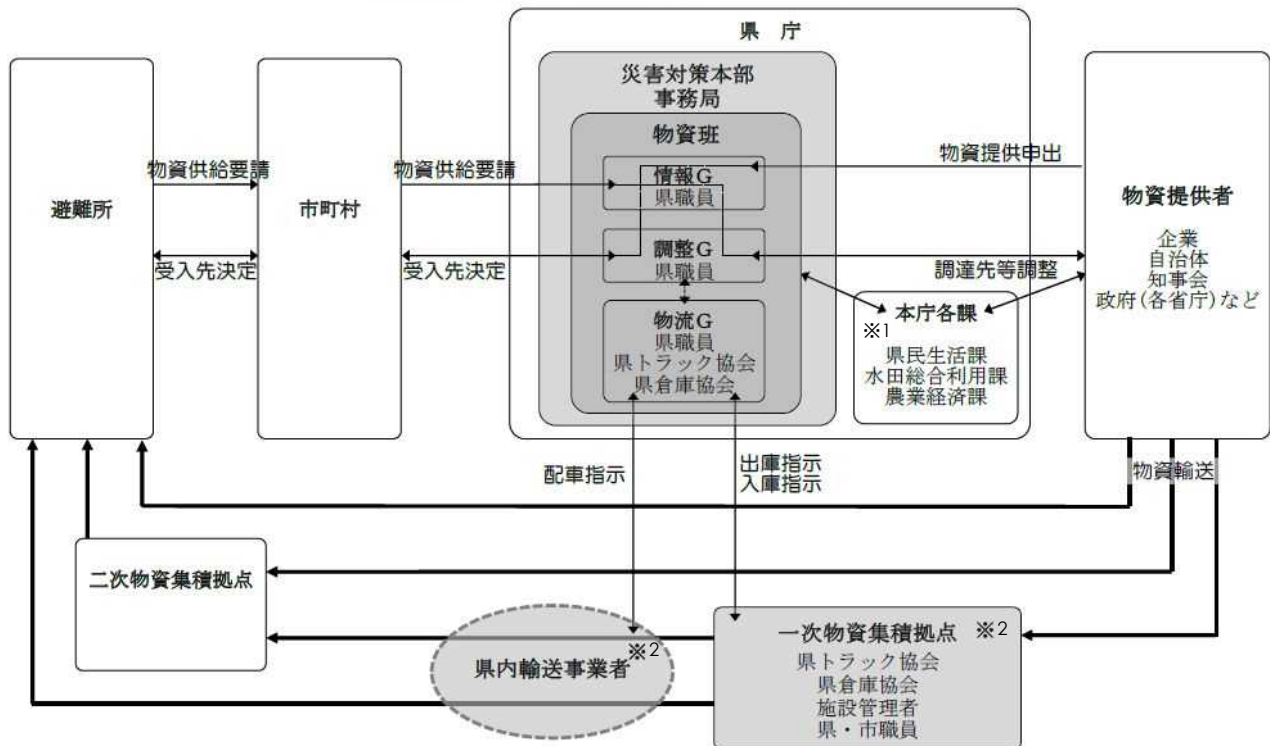 県 庁
災害対策本部
事務局
物資班
情報G
県職員
調整G
県職員
物流G
県職員
県トラック協会
県倉庫協会
避難所
物資供給要請
受入先決定
市町村
物資供給要請
受入先決定
物資提供申出
調達先等調整
本庁各課
※1
県民生活課
水田総合利用課
農業経済課
物資提供者
企業
自治体
知事会
政府(各省庁)など
配車指示
出庫指示
入庫指示
物資輸送
二次物資集積拠点
県内輸送事業者
※2
一次物資集積拠点 ※2
県トラック協会
県倉庫協会
施設管理者
県・市職員